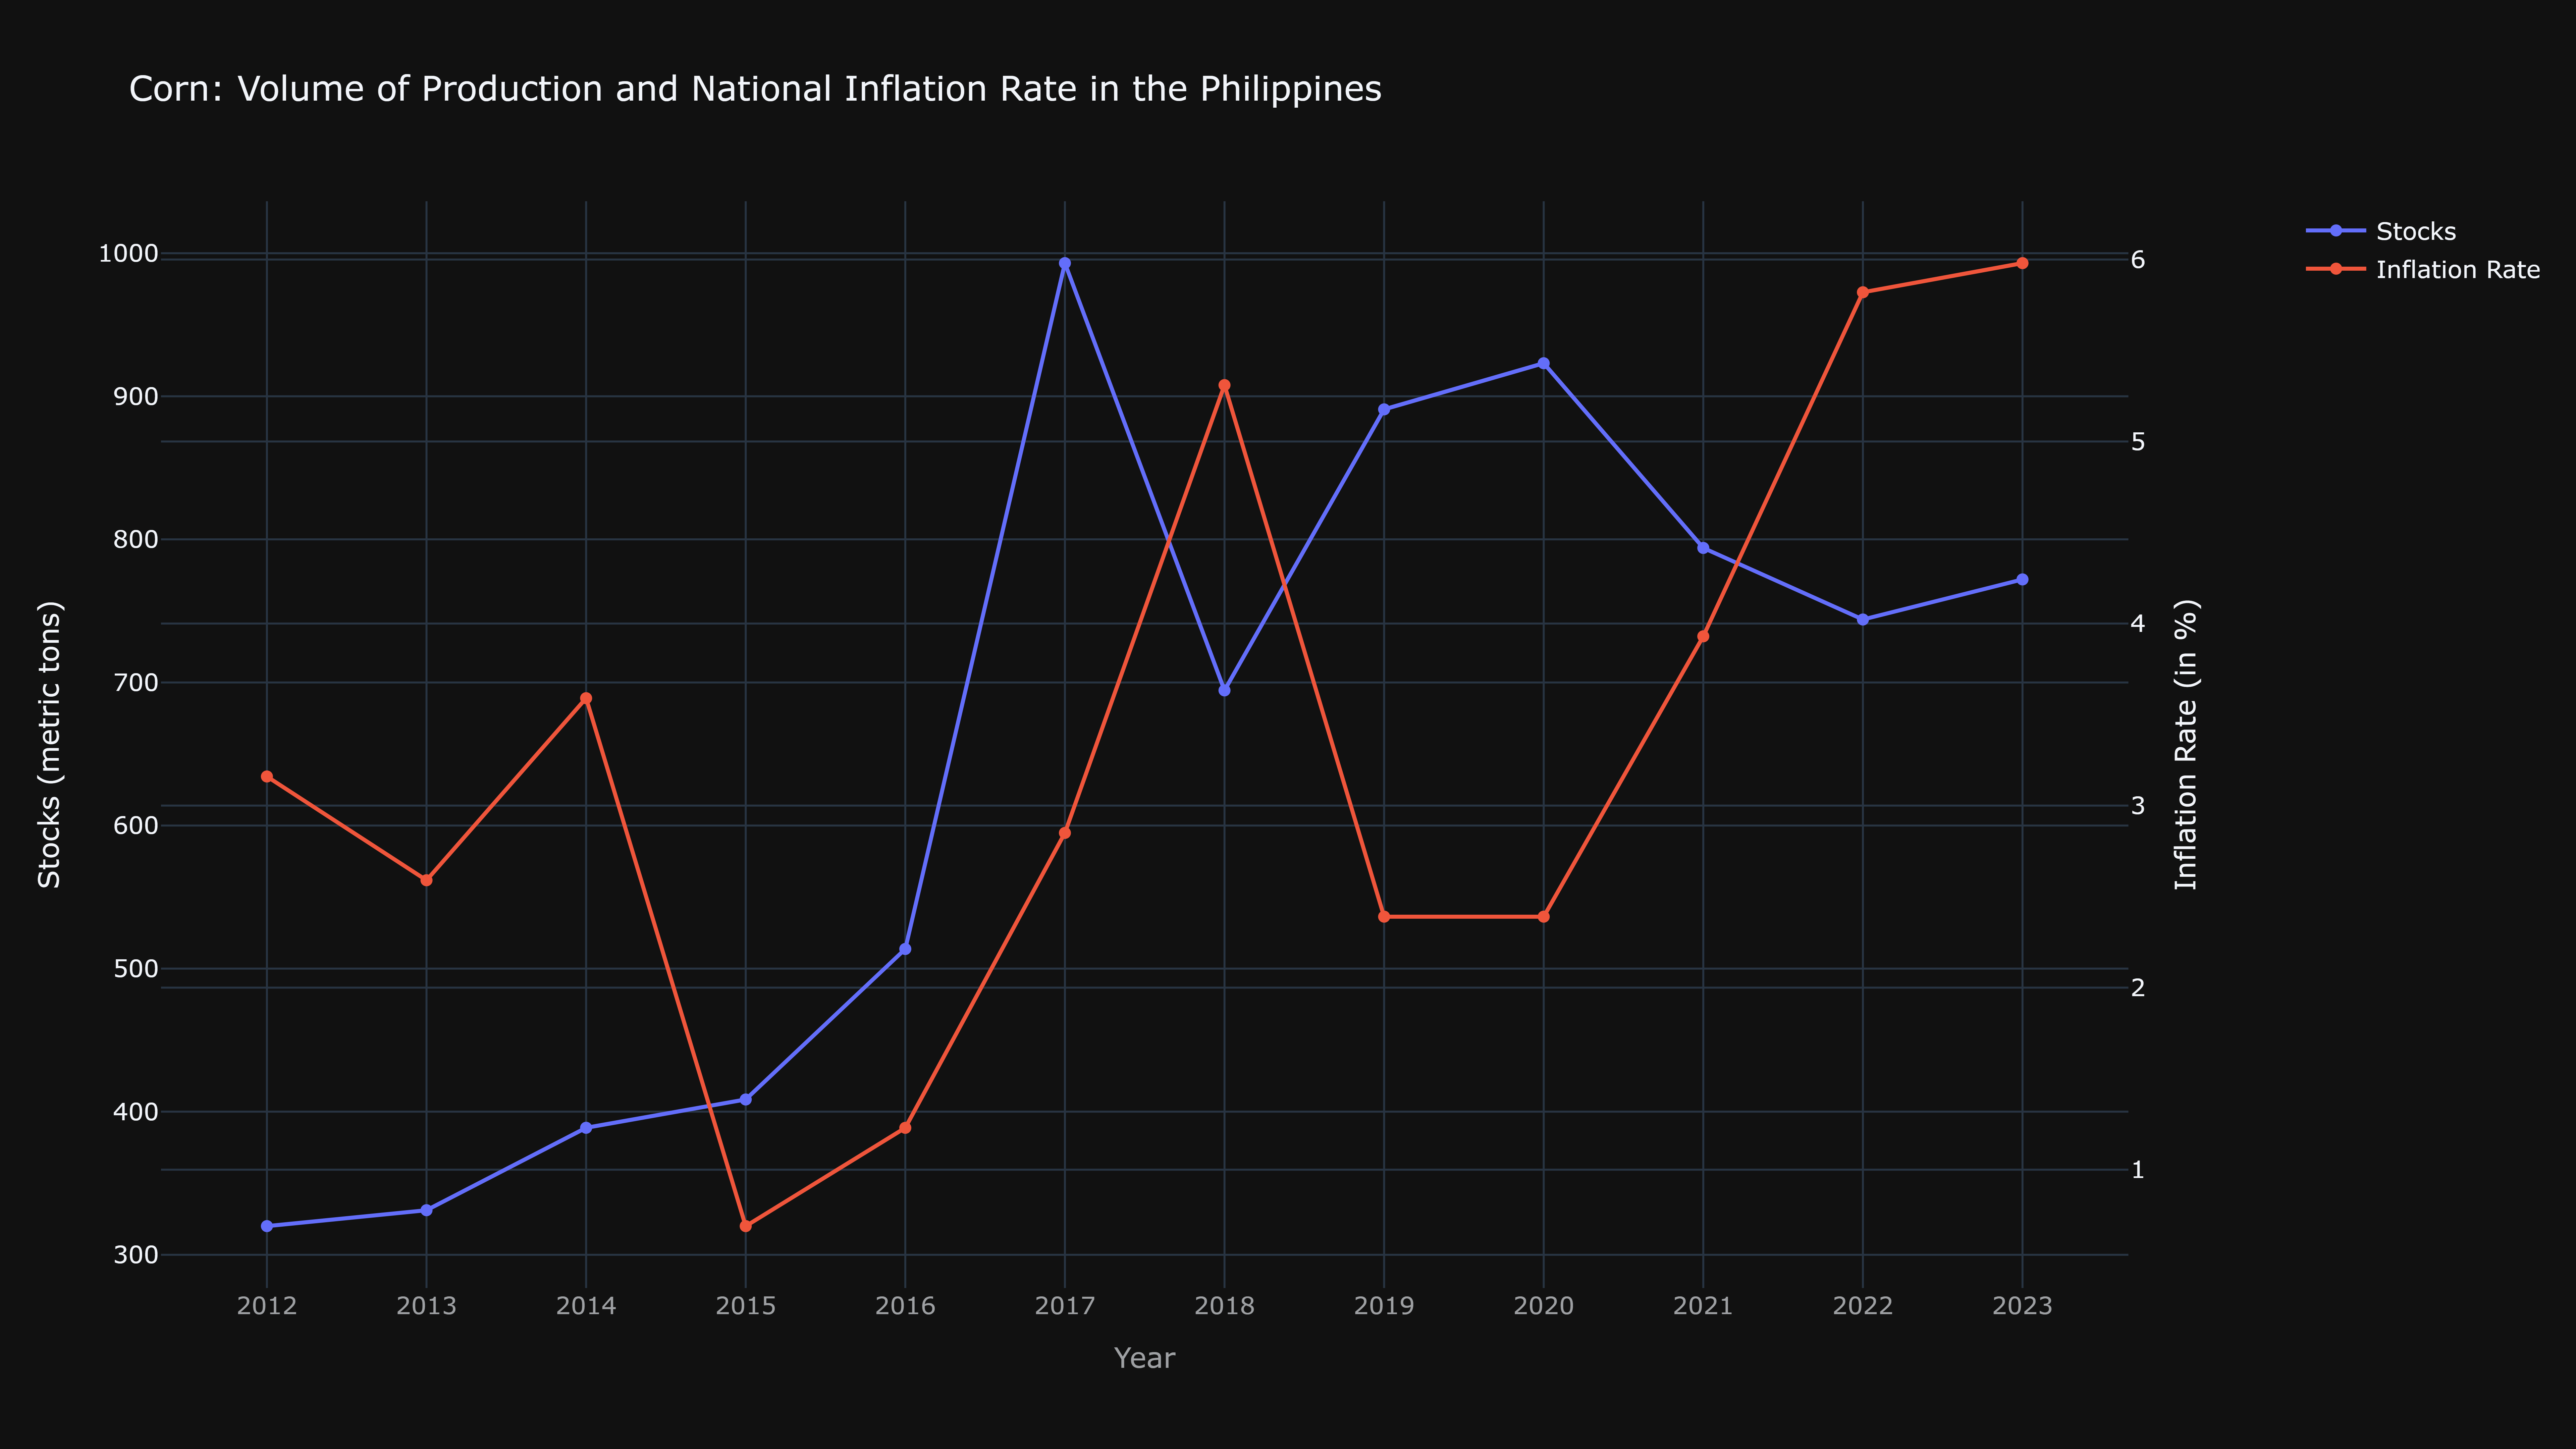 Corn: Volume of Production and National Inflation Rate in the Philippines
Stocks
Inflation Rate
1000
900
800
700
600
500
400
300
Stocks (metric tons)
6
5
4
3
2
1
Inflation Rate (in %)
2012 2013 2014 2015 2016 2017 2018 2019 2020 2021 2022 2023
Year